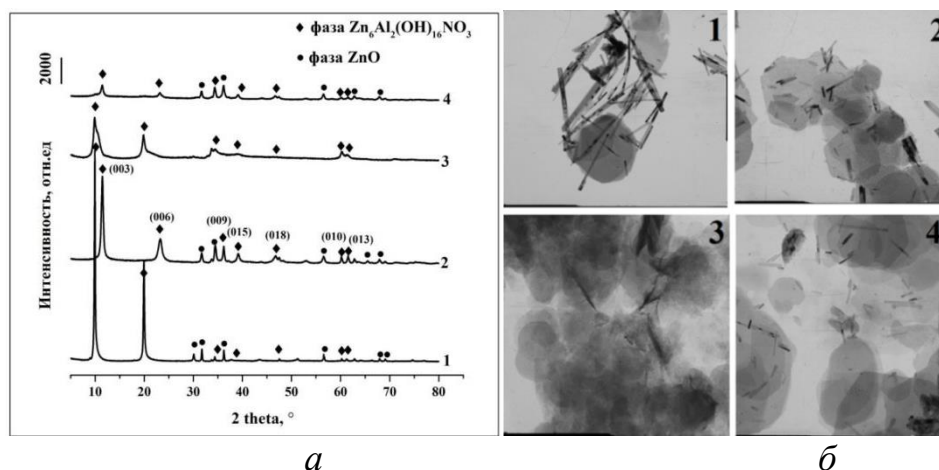 фаза Zn₆Al₂(OH)₁₆NO₃
фаза ZnO
2000
4
3
(003)
(006)
(009)
(015)
(018)
(010)
(013)
2
1
Интенсивность, отн.ед
10 20 30 40 50 60 70 80
2 theta, °
1
2
3
4
а
б